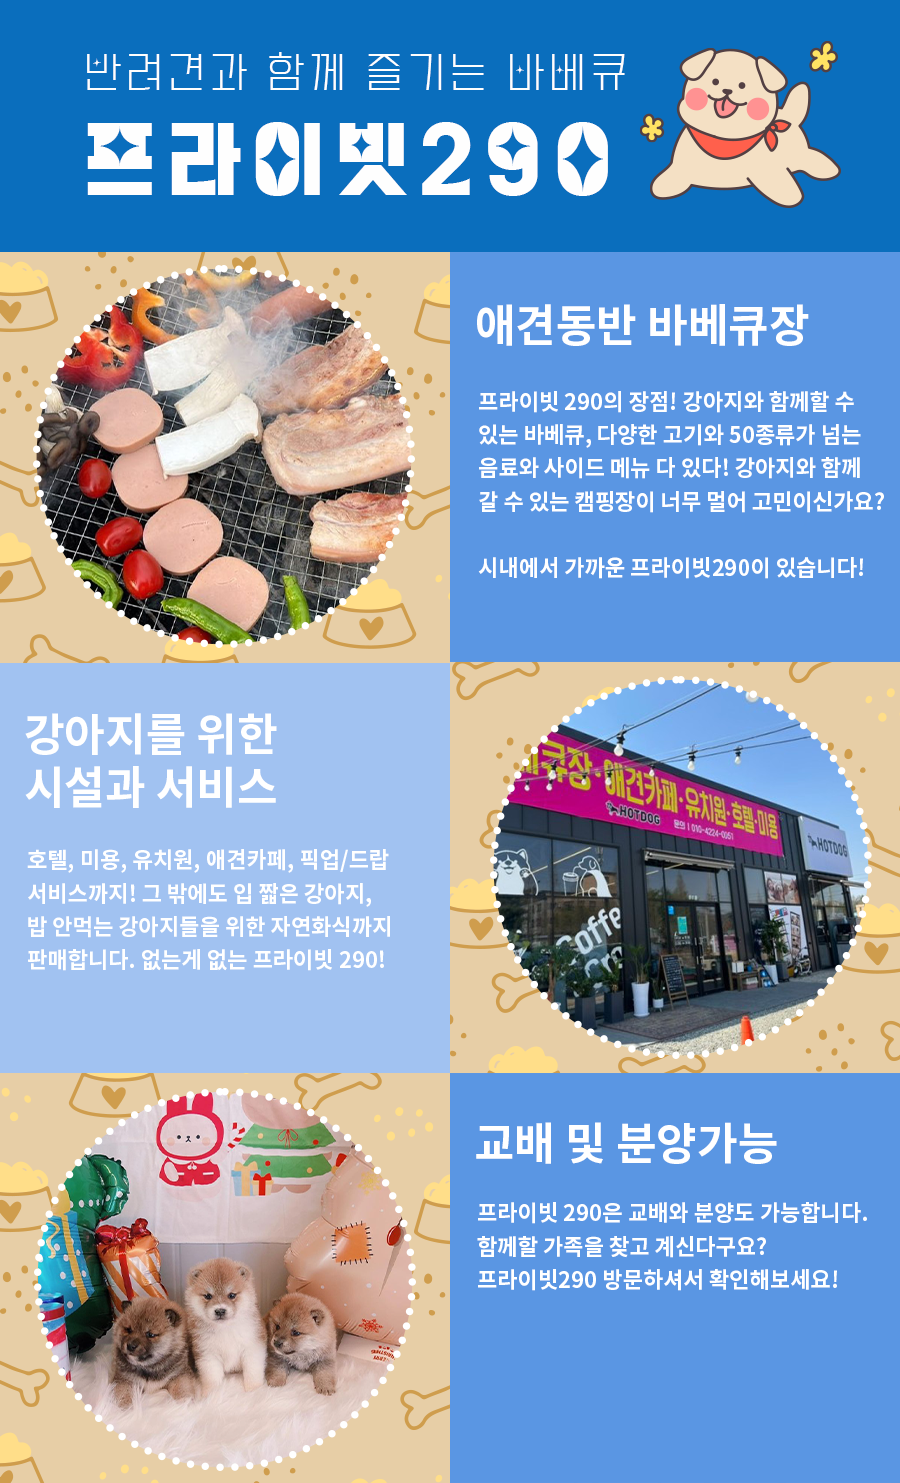 반려견과 함께 즐기는 바베큐
프라이빗290
애견동반 바베큐장
프라이빗 290의 장점! 강아지와 함께할 수
있는 바베큐, 다양한 고기와 50종류가 넘는
음료와 사이드 메뉴 다 있다! 강아지와 함께
갈 수 있는 캠핑장이 너무 멀어 고민이신가요?
시내에서 가까운 프라이빗290이 있습니다!
강아지를 위한
시설과 서비스
호텔, 미용, 유치원, 애견카페, 픽업/드랍
서비스까지! 그 밖에도 입 짧은 강아지,
밥 안먹는 강아지들을 위한 자연화식까지
판매합니다. 없는게 없는 프라이빗 290!
큐장·애견카페·유치원·호텔·미용
HOTDOG
문의 | 010-4224-0051
HOTDOG
Coffe
교배 및 분양가능
프라이빗 290은 교배와 분양도 가능합니다.
함께할 가족을 찾고 계신다구요?
프라이빗290 방문하셔서 확인해보세요!